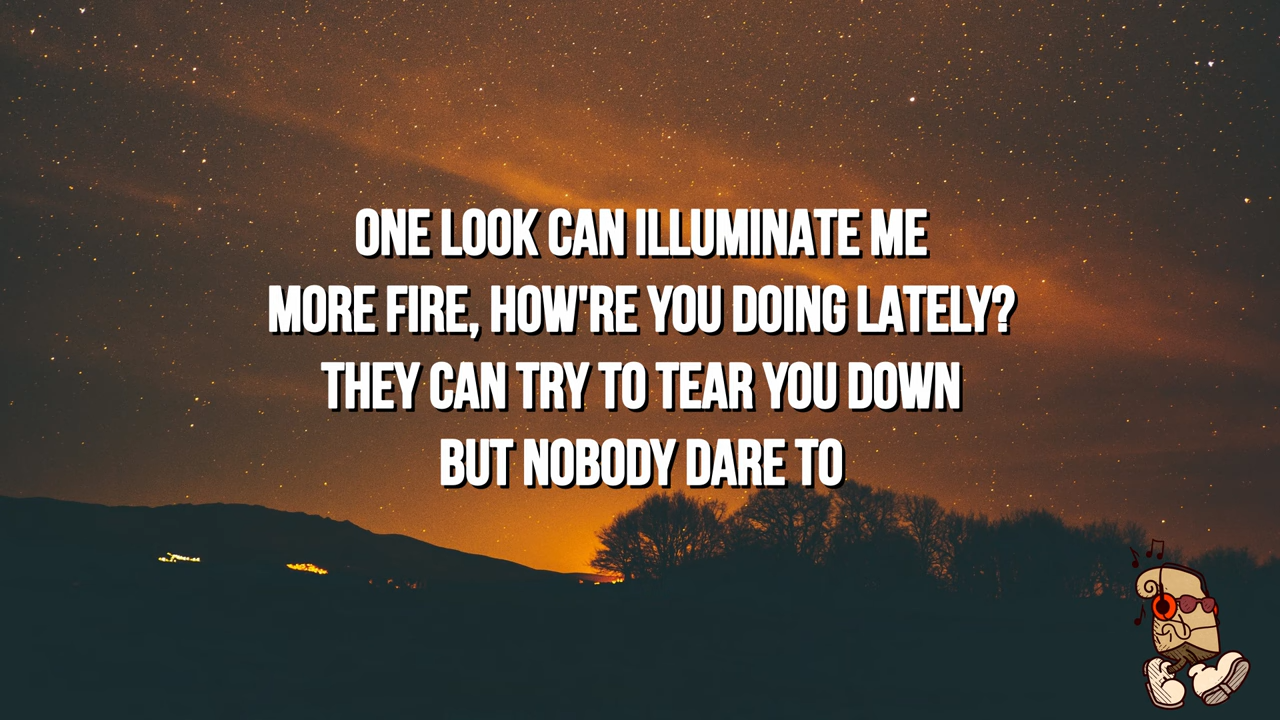 ONE LOOK CAN ILLUMINATE ME
MORE FIRE, HOW'RE YOU DOING LATELY?
THEY CAN TRY TO TEAR YOU DOWN
BUT NOBODY DARE TO